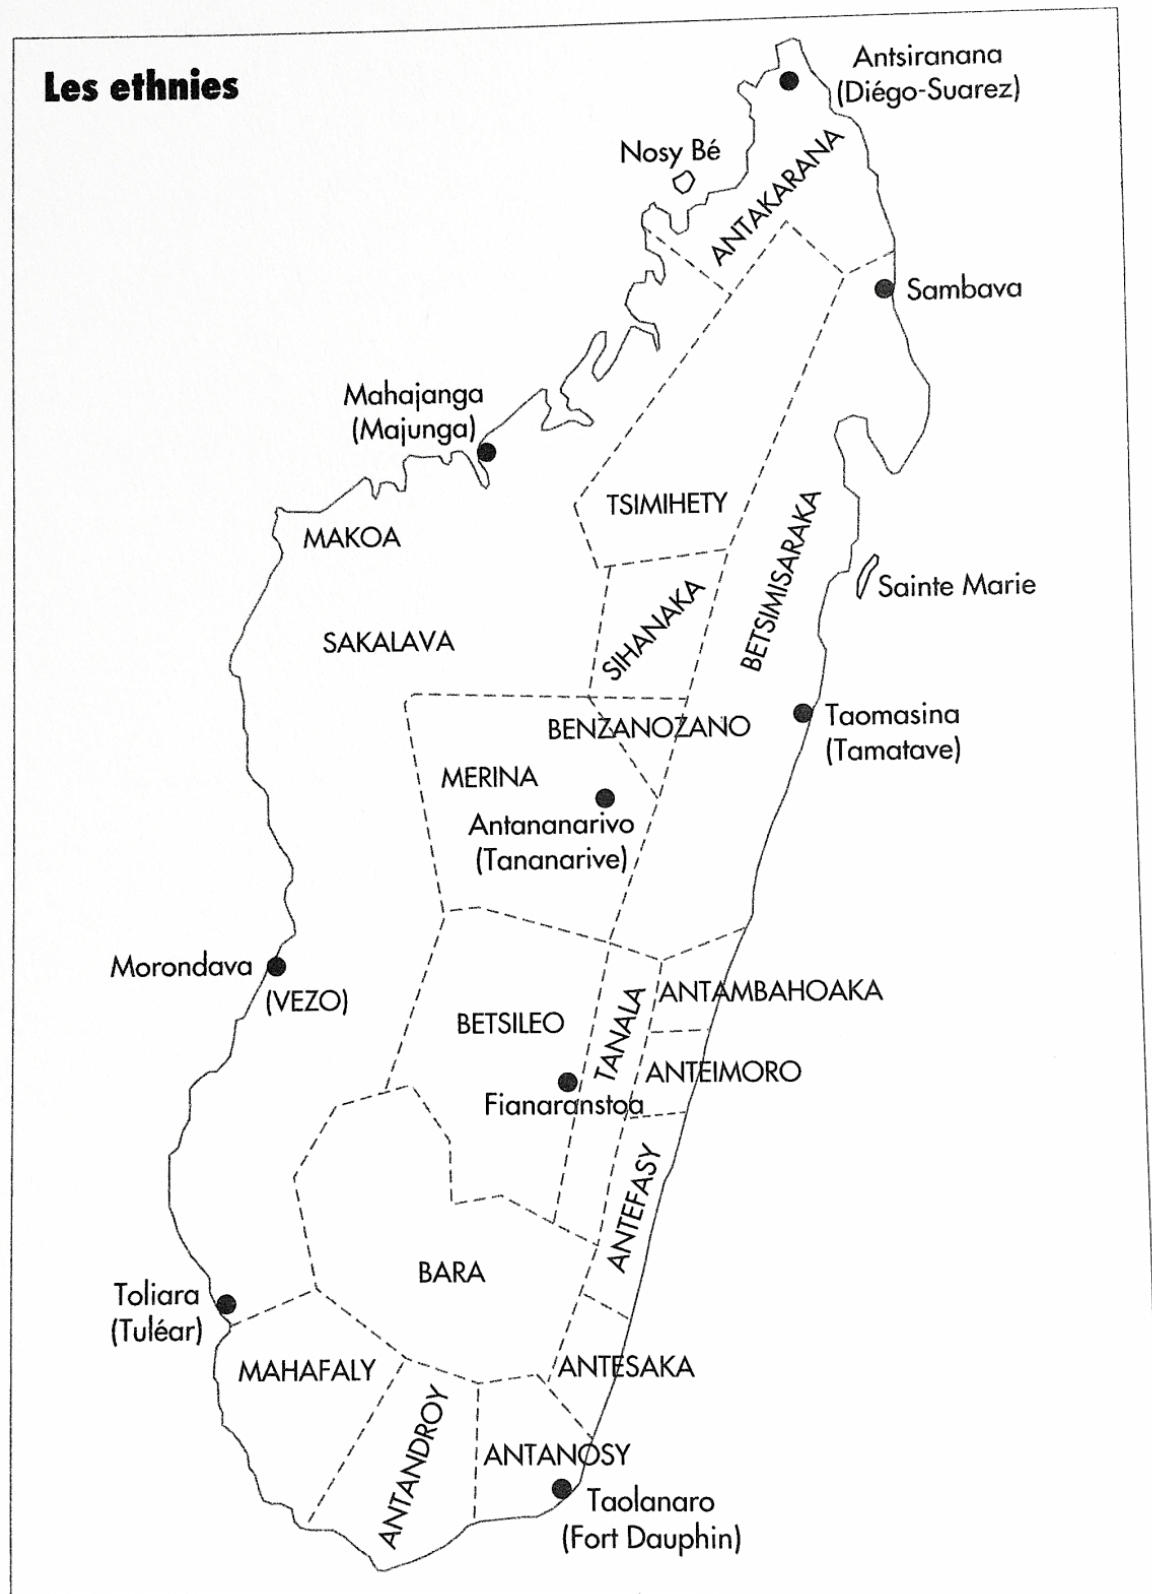 Les ethnies
Antsiranana
(Diégo-Suarez)
Nosy Bé
ANTAKARANA
Sambava
Mahajanga
(Majunga)
TSIMIHETY
MAKOA
BETSIMISARAKA
Sainte Marie
SIHANAKA
SAKALAVA
BENZANOZANO
Taomasina
(Tamatave)
MERINA
Antananarivo
(Tananarive)
Morondava
(VEZO)
ANTAMBAHOAKA
BETSILEO
TANALA
ANTEIMORO
Fianaranstoa
ANTEFASY
BARA
Toliara
(Tuléar)
MAHAFALY
ANTESAKA
ANTANDROY
ANTANOSY
Taolanaro
(Fort Dauphin)